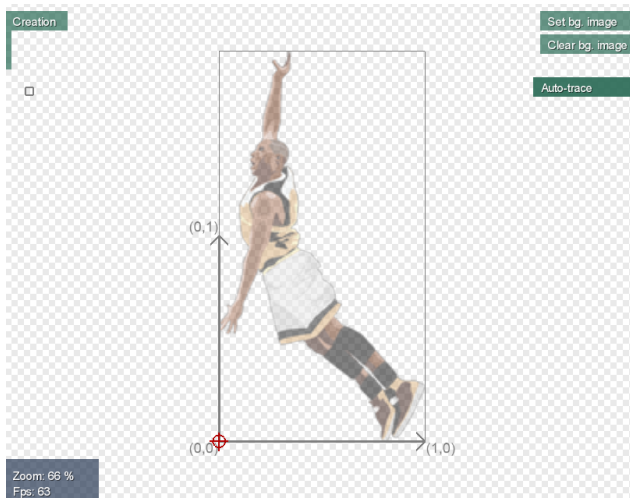 Creation
Set bg. image
Clear bg. image
Auto-trace
(0,1)
(0,0)
(1,0)
Zoom: 66 %
Fps: 63